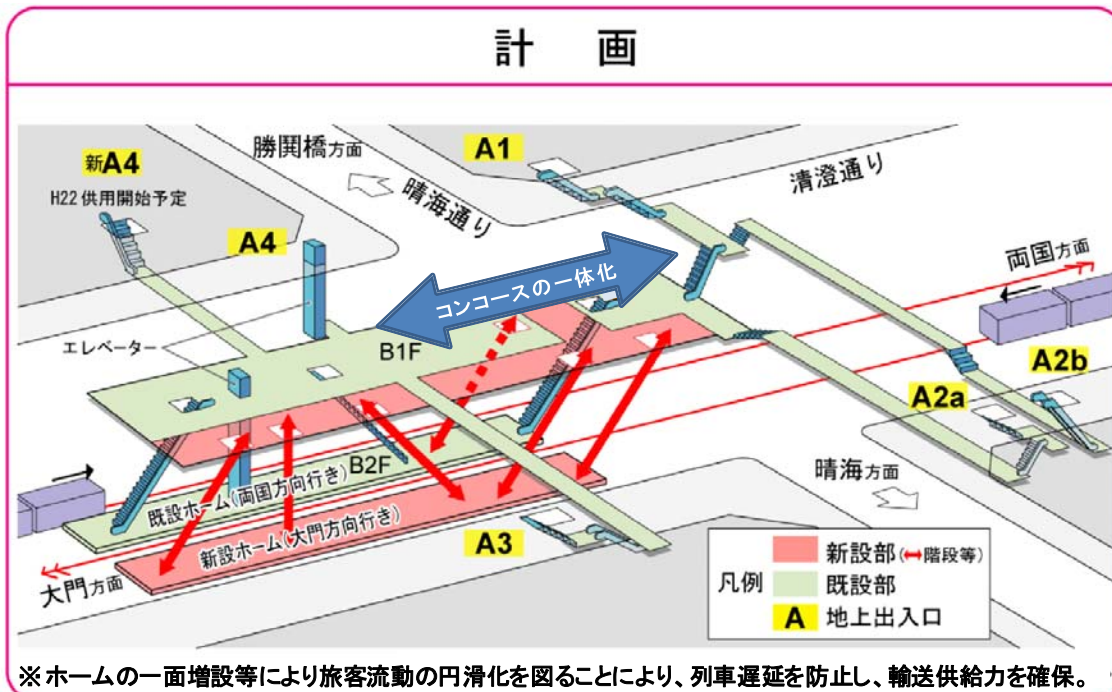 計　画
新A4
H22 供用開始予定
勝鬨橋方面
A1
清澄通り
晴海通り
A4
両国方面
コンコースの一体化
エレベーター
B1F
A2b
A2a
B2F
既設ホーム(両国方向行き)
晴海方面
新設ホーム(大門方向行き)
A3
大門方面
凡例
新設部(↔階段等)
既設部
A 地上出入口
※ホームの一面増設等により旅客流動の円滑化を図ることにより、列車遅延を防止し、輸送供給力を確保。